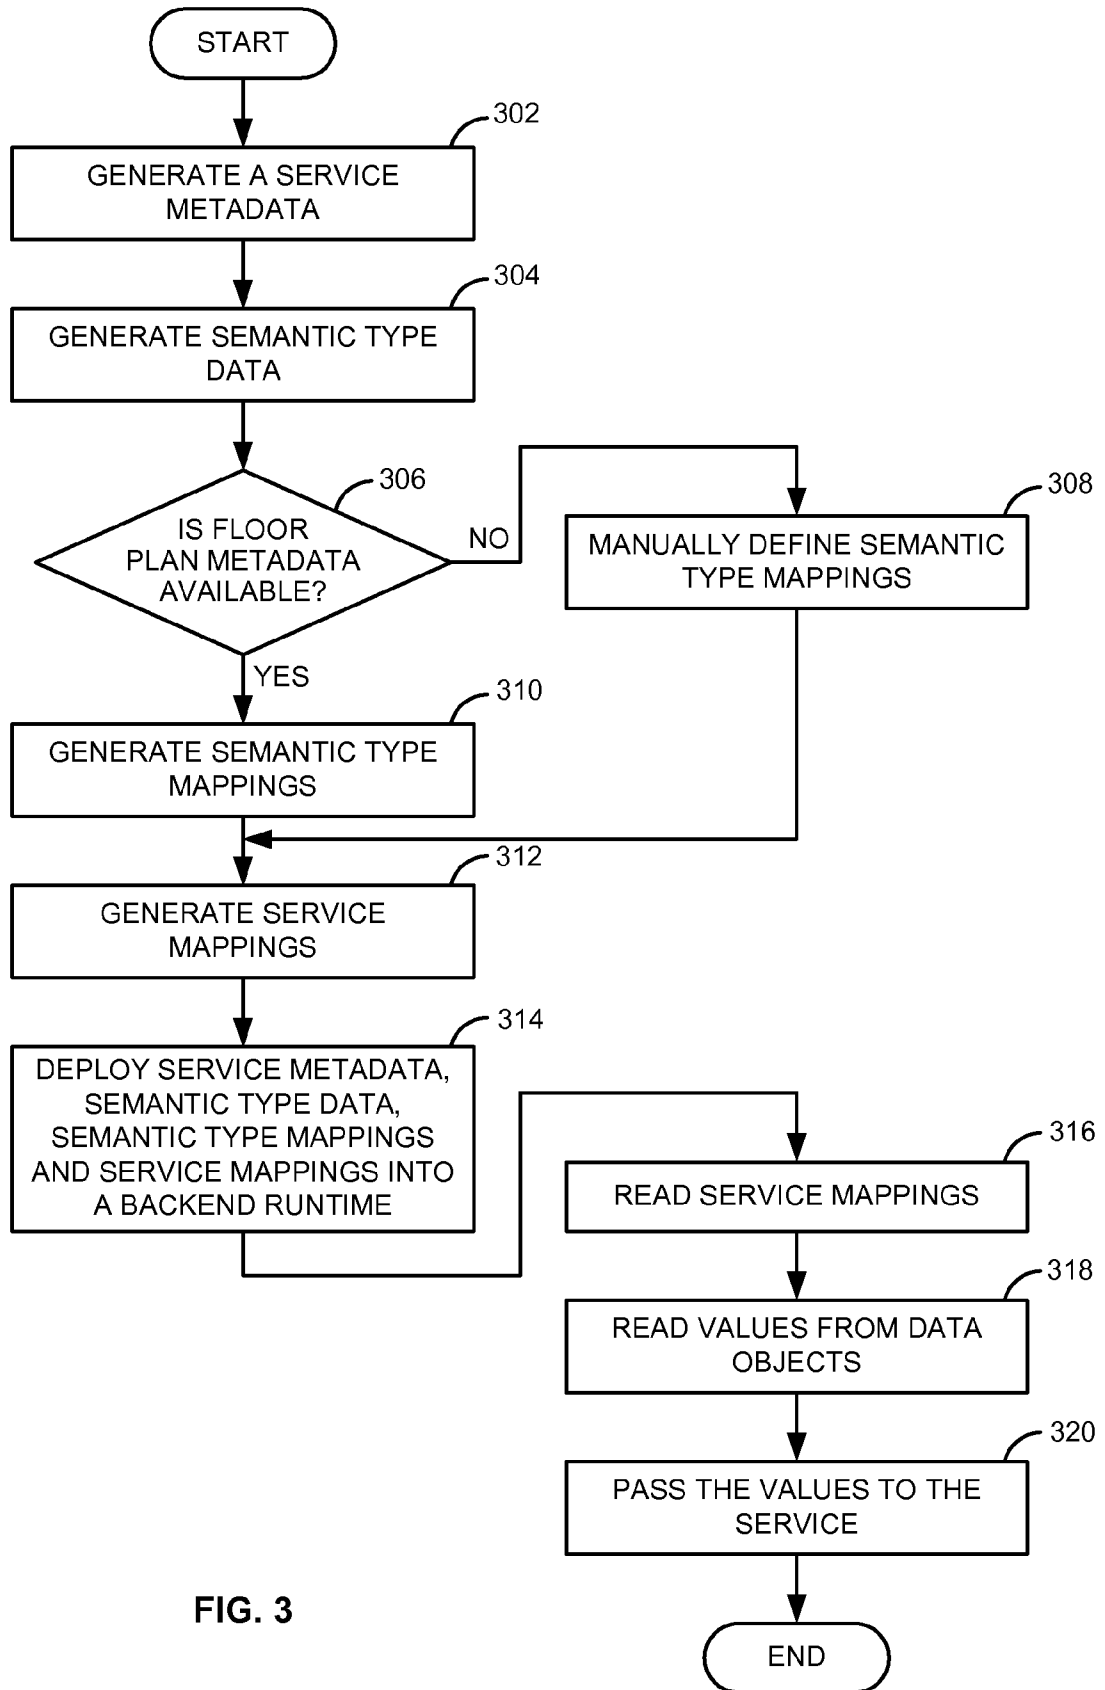 START
302
GENERATE A SERVICE
METADATA
304
GENERATE SEMANTIC TYPE
DATA
306
IS FLOOR
PLAN METADATA
AVAILABLE?
NO
308
MANUALLY DEFINE SEMANTIC
TYPE MAPPINGS
YES
310
GENERATE SEMANTIC TYPE
MAPPINGS
312
GENERATE SERVICE
MAPPINGS
314
DEPLOY SERVICE METADATA,
SEMANTIC TYPE DATA,
SEMANTIC TYPE MAPPINGS
AND SERVICE MAPPINGS INTO
A BACKEND RUNTIME
316
READ SERVICE MAPPINGS
318
READ VALUES FROM DATA
OBJECTS
320
PASS THE VALUES TO THE
SERVICE
END
FIG. 3